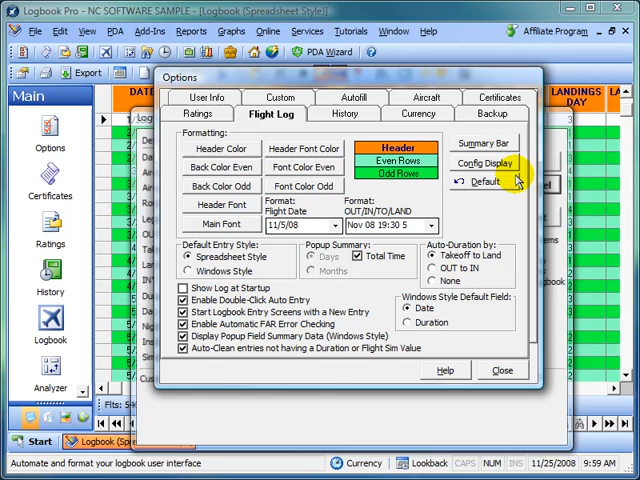 Logbook Pro - NC SOFTWARE SAMPLE - [Logbook (Spreadsheet Style)]
File Edit View PDA Add-Ins Reporting Graphs Online Services Tutorials Window Help Affiliate Program
PDA Wizard
Export
Main
Options
Logbook
Ratings
History
Logbook
Analyzer
DATE
LANDINGS DAY
Options
User Info Custom Autofill Aircraft Certificates
Ratings Flight Log History Currency Backup
Formatting:
Header Color Header Font Color
Back Color Even Font Color Even
Back Color Odd Font Color Odd
Header Font
Main Font
Header
Even Rows
Odd Rows
Summary Bar
Config Display
Default
Format:
Flight Date
11/5/08
Format:
OUT/IN/TO/LAND
Nov 08 19:30 5
Default Entry Style:
Spreadsheet Style
Windows Style
Popup Summary:
Days Total Time
Months
Auto-Duration by:
Takeoff to Land
OUT to IN
None
Show Log at Startup
Enable Double-Click Auto Entry
Start Logbook Entry Screens with a New Entry
Enable Automatic FAR Error Checking
Display Popup Field Summary Data (Windows Style)
Auto-Clean entries not having a Duration or Flight Sim Value
Windows Style Default Field:
Date
Duration
Help Close
Start
Logbook (Sp
Automate and format your logbook user interface
Currency Lookback CAPS NUM INS 11/25/2008 9:59 AM